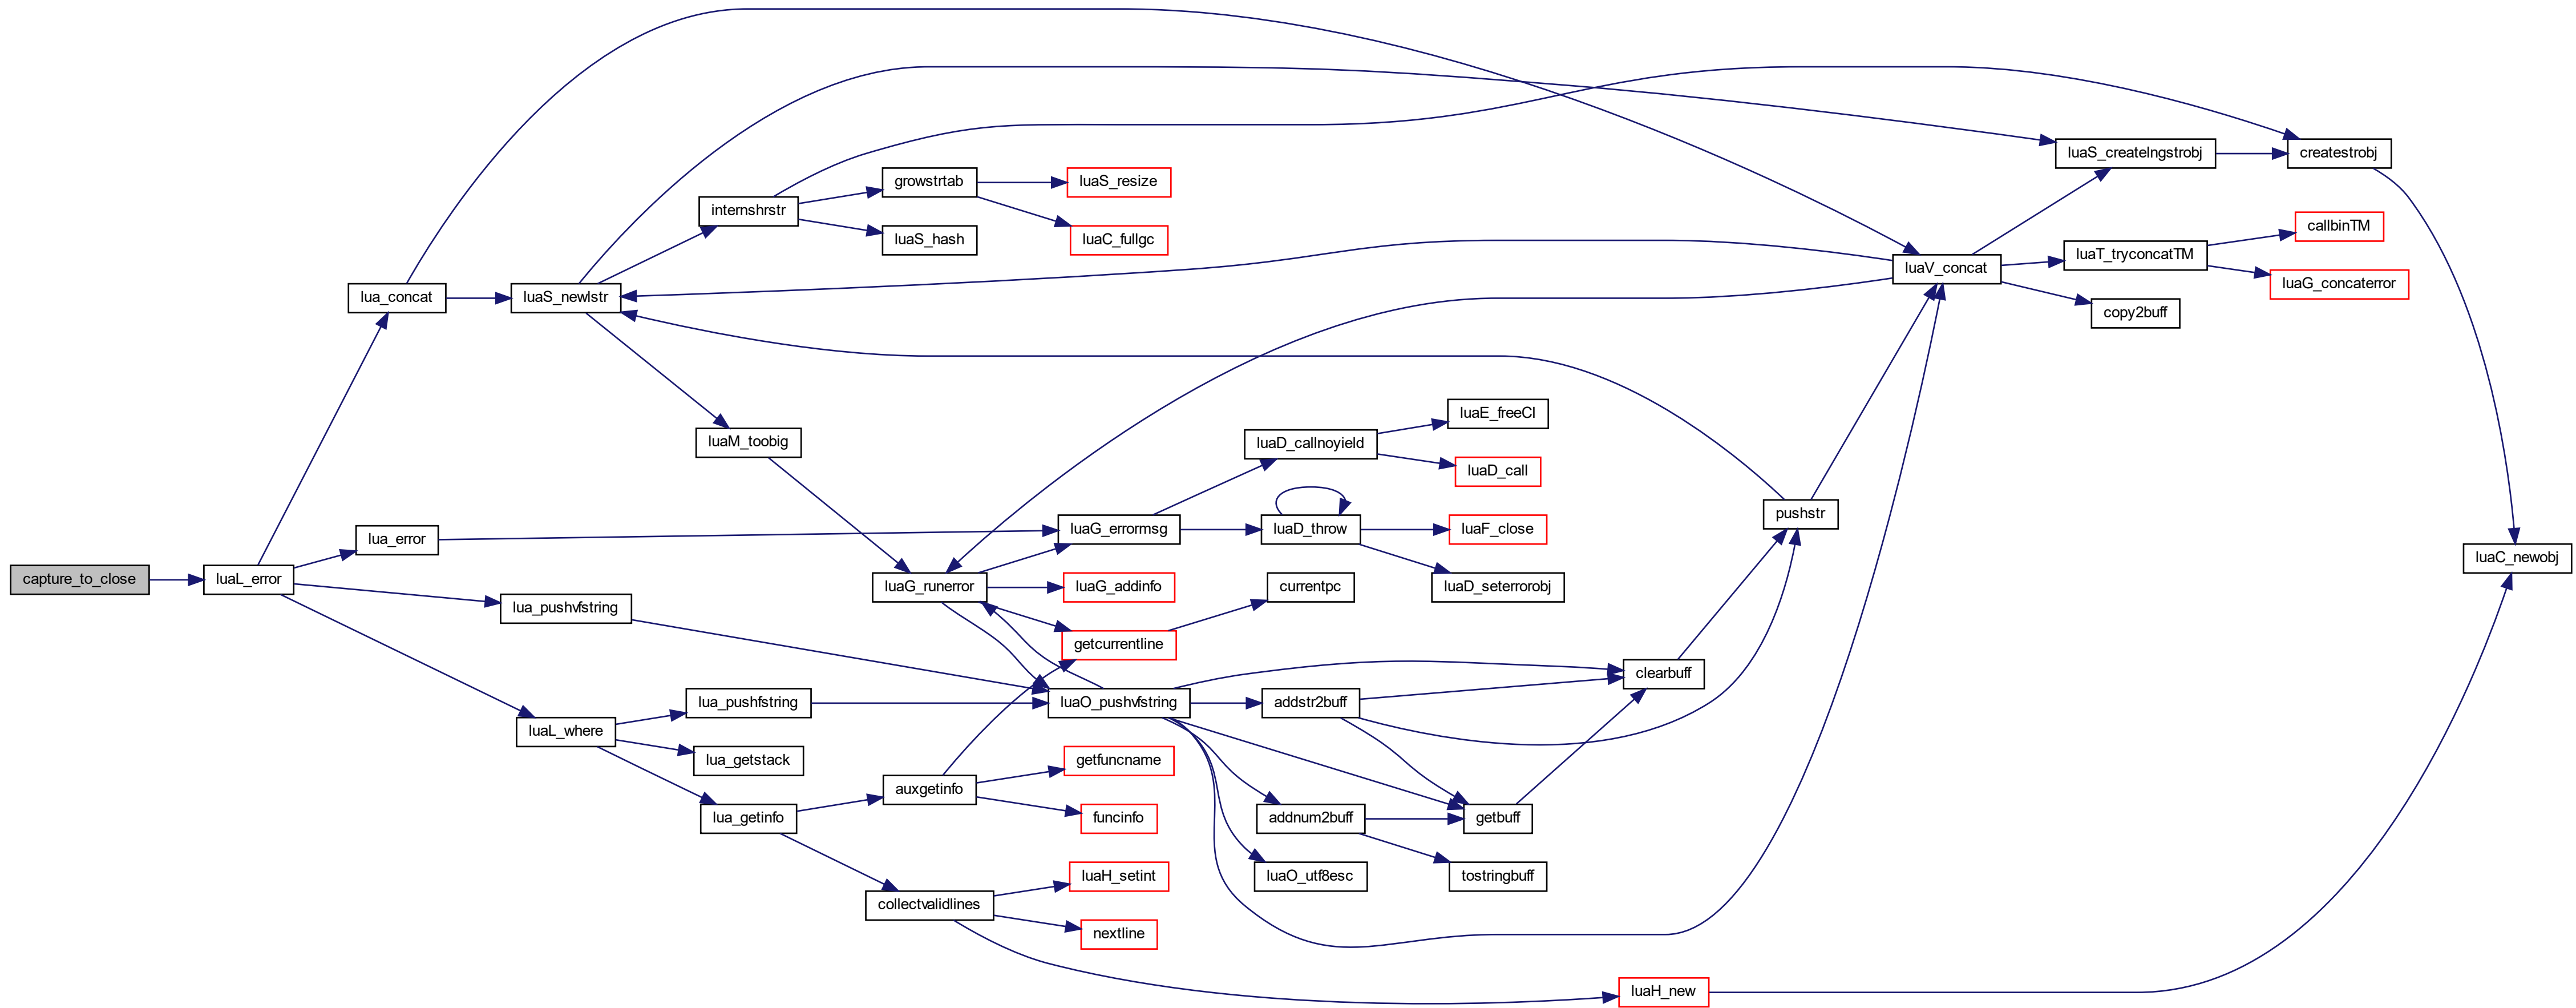 capture_to_close
luaL_error
lua_concat
lua_error
lua_pushvfstring
luaL_where
luaS_newlstr
internshrstr
luaM_toobig
lua_pushfstring
lua_getstack
lua_getinfo
growstrtab
luaS_hash
luaG_runerror
auxgetinfo
collectvalidlines
luaS_resize
luaC_fullgc
luaG_errormsg
luaG_addinfo
getcurrentline
luaO_pushvfstring
getfuncname
funcinfo
luaH_setint
nextline
luaD_callnoyield
luaD_throw
currentpc
addstr2buff
addnum2buff
luaO_utf8esc
luaE_freeCI
luaD_call
luaF_close
luaD_seterrorobj
getbuff
tostringbuff
clearbuff
luaH_new
pushstr
luaV_concat
luaS_createlngstrobj
luaT_tryconcatTM
copy2buff
createstrobj
callbinTM
luaG_concaterror
luaC_newobj